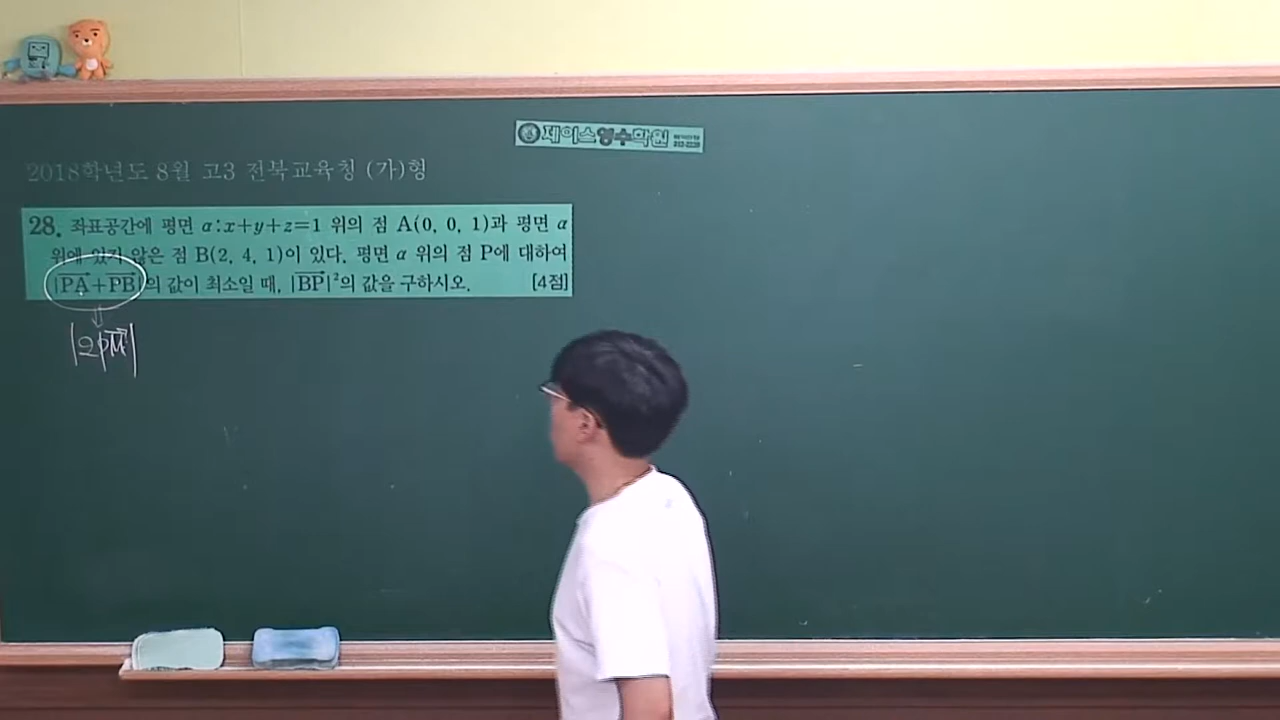 제이스영수학원
2018학년도 8월 고3 전북교육청 (가)형
28. 좌표공간에 평면 α:x+y+z=1 위의 점 A(0, 0, 1)과 평면 α
위에 있지 않은 점 B(2, 4, 1)이 있다. 평면 α 위의 점 P에 대하여
|PA+PB|의 값이 최소일 때, |BP|²의 값을 구하시오. [4점]
|2PM|